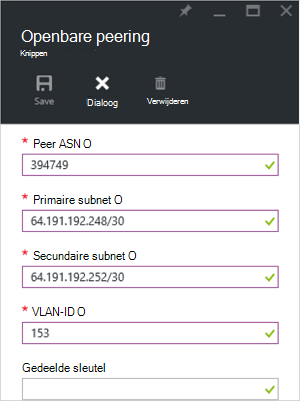 Openbare peering
Knippen
Save Dialoog Verwijderen
* Peer ASN O
394749
* Primaire subnet O
64.191.192.248/30
* Secundaire subnet O
64.191.192.252/30
* VLAN-ID O
153
Gedeelde sleutel